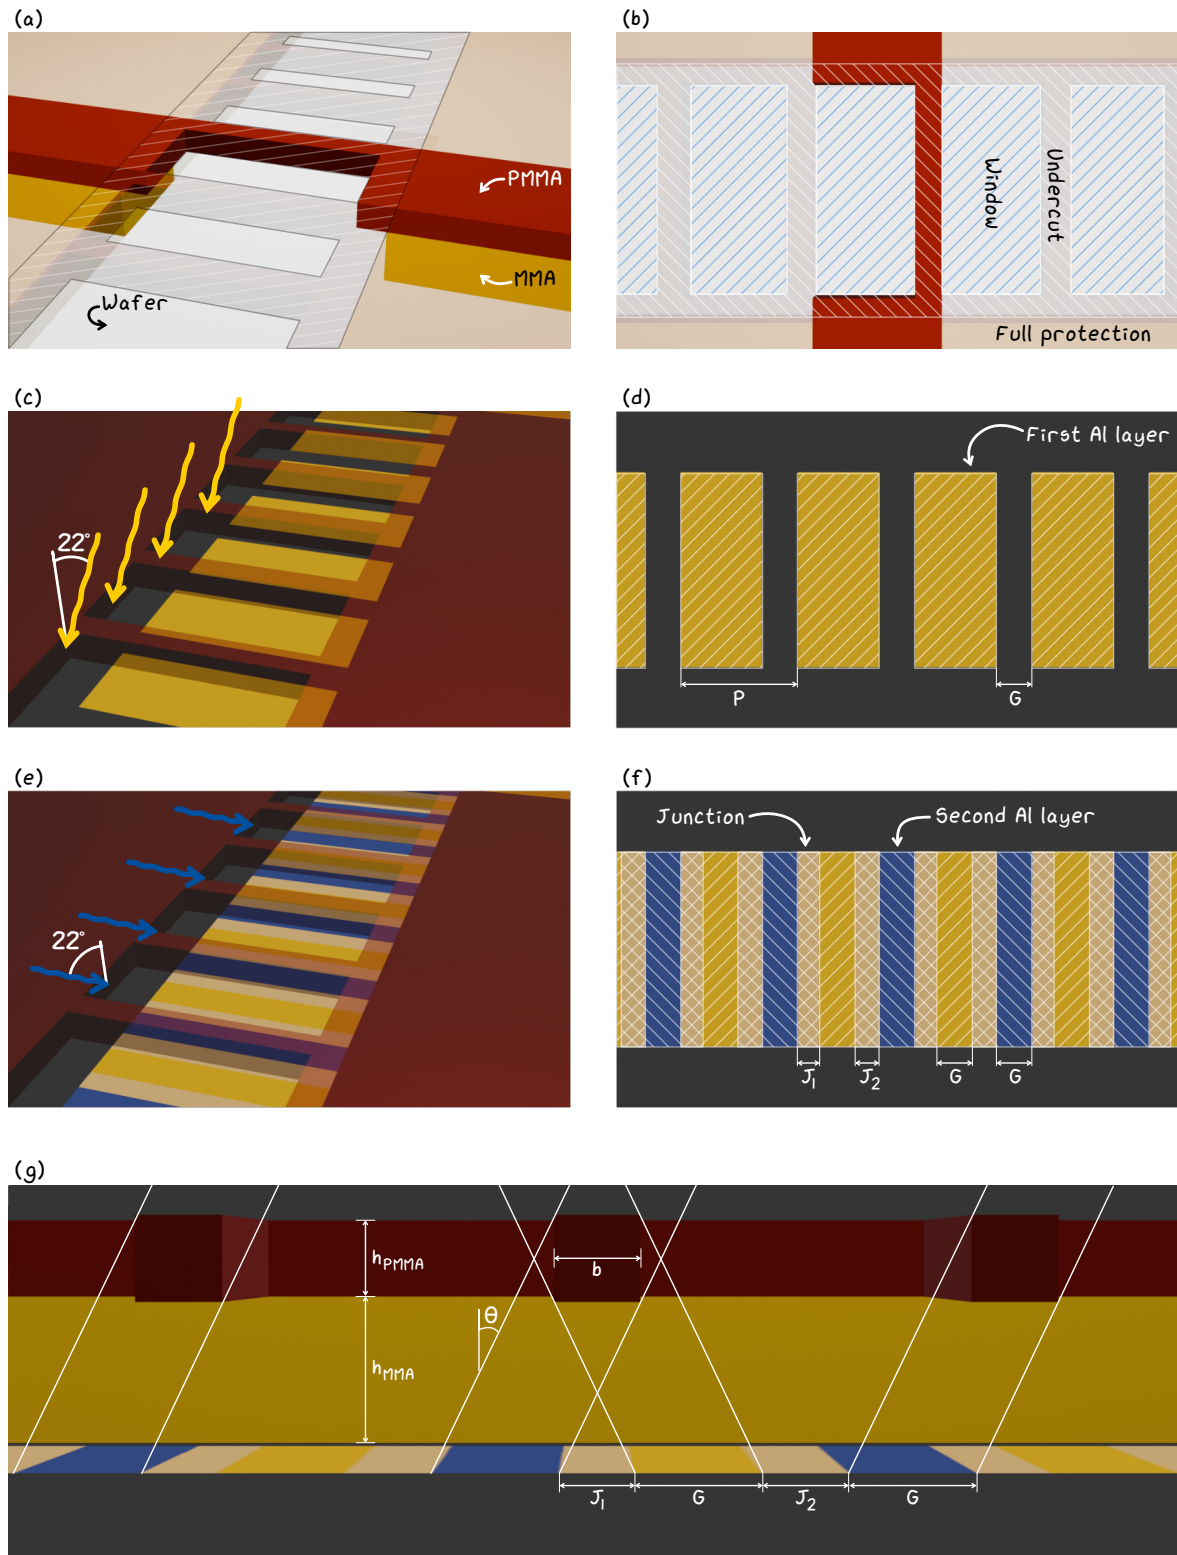 (a)
PMMA
MMA
Wafer
(b)
Window
Undercut
Full protection
(c)
22°
(d)
First Al layer
P
G
(e)
22°
(f)
Junction
Second Al layer
J₁
J₂
G
G
(g)
hPMMA
b
θ
hMMA
J₁
G
J₂
G